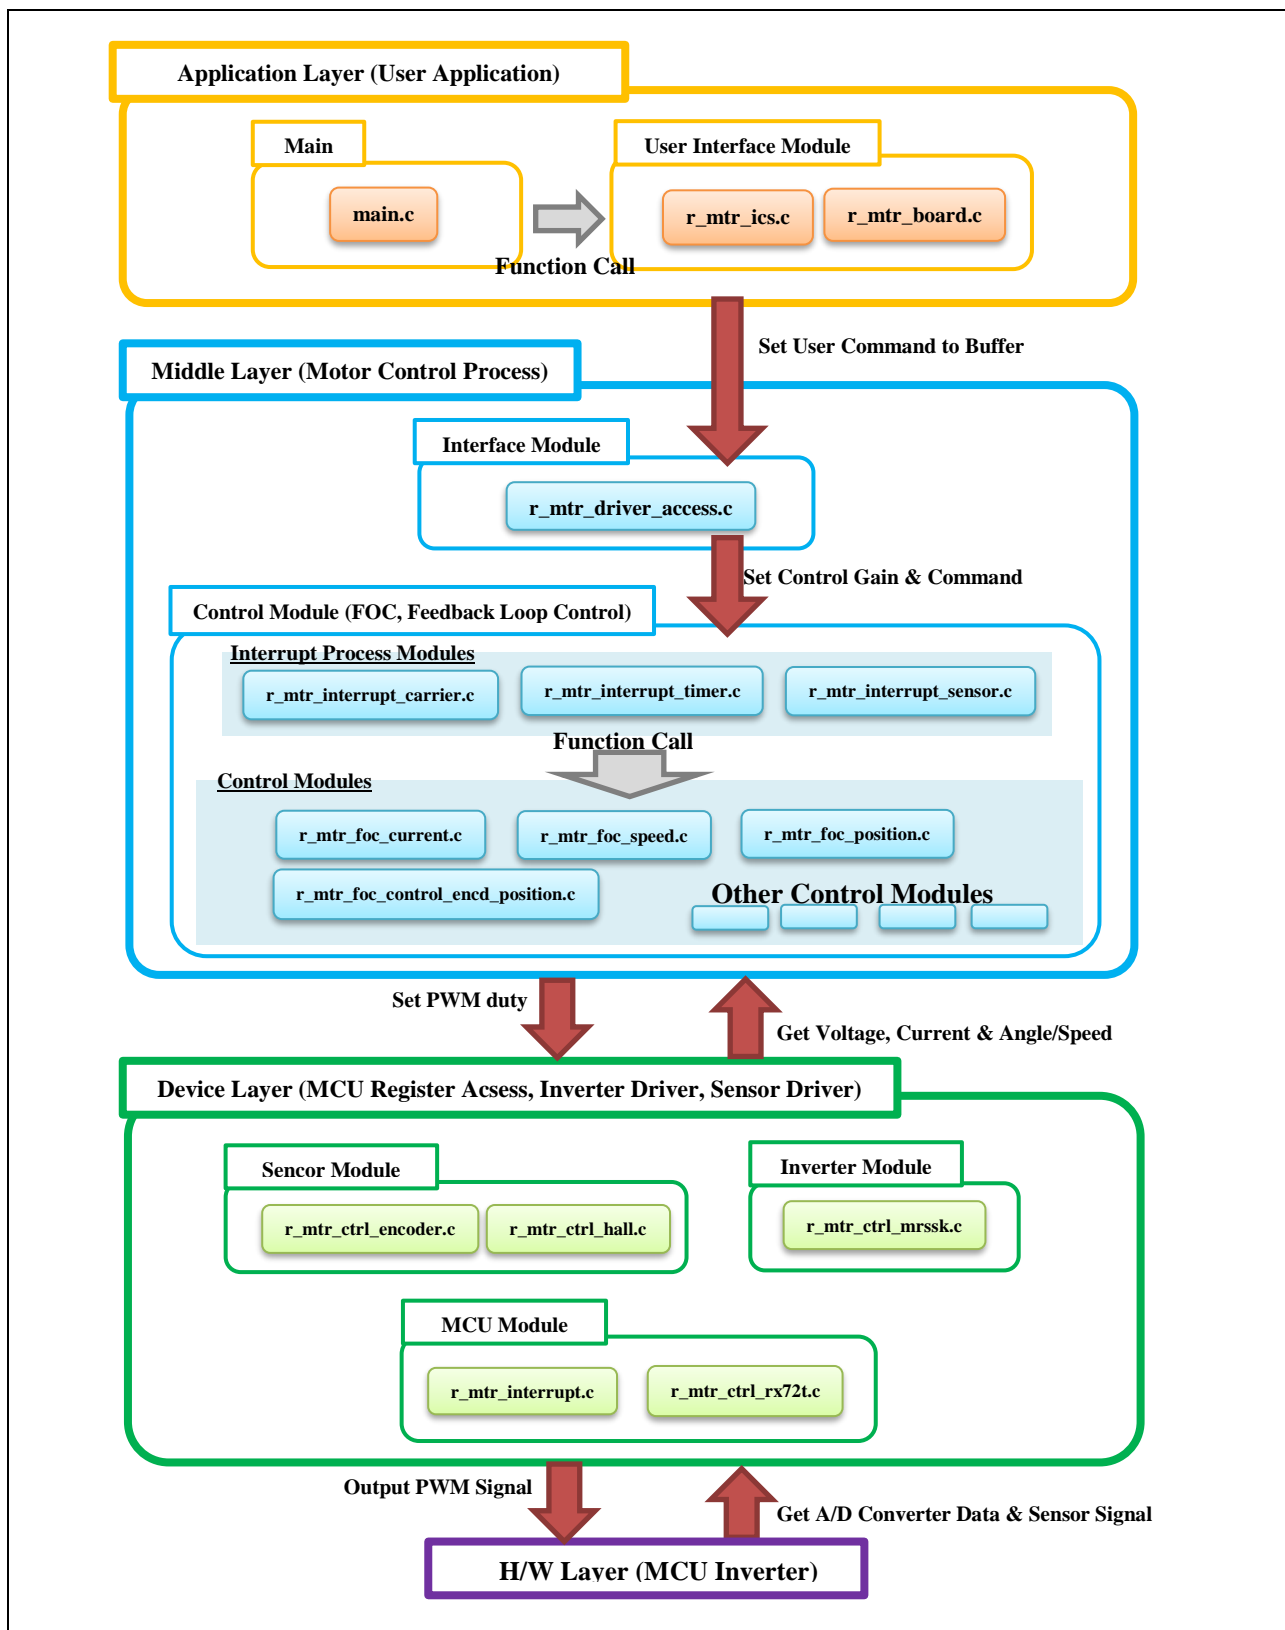 Application Layer (User Application)
Main
User Interface Module
main.c
r_mtr_ics.c
r_mtr_board.c
Function Call
Set User Command to Buffer
Middle Layer (Motor Control Process)
Interface Module
r_mtr_driver_access.c
Set Control Gain & Command
Control Module (FOC, Feedback Loop Control)
Interrupt Process Modules
r_mtr_interrupt_carrier.c
r_mtr_interrupt_timer.c
r_mtr_interrupt_sensor.c
Function Call
Control Modules
r_mtr_foc_current.c
r_mtr_foc_speed.c
r_mtr_foc_position.c
r_mtr_foc_control_encd_position.c
Other Control Modules
Set PWM duty
Get Voltage, Current & Angle/Speed
Device Layer (MCU Register Acsess, Inverter Driver, Sensor Driver)
Sencor Module
Inverter Module
r_mtr_ctrl_encoder.c
r_mtr_ctrl_hall.c
r_mtr_ctrl_mrssk.c
MCU Module
r_mtr_interrupt.c
r_mtr_ctrl_rx72t.c
Output PWM Signal
Get A/D Converter Data & Sensor Signal
H/W Layer (MCU Inverter)